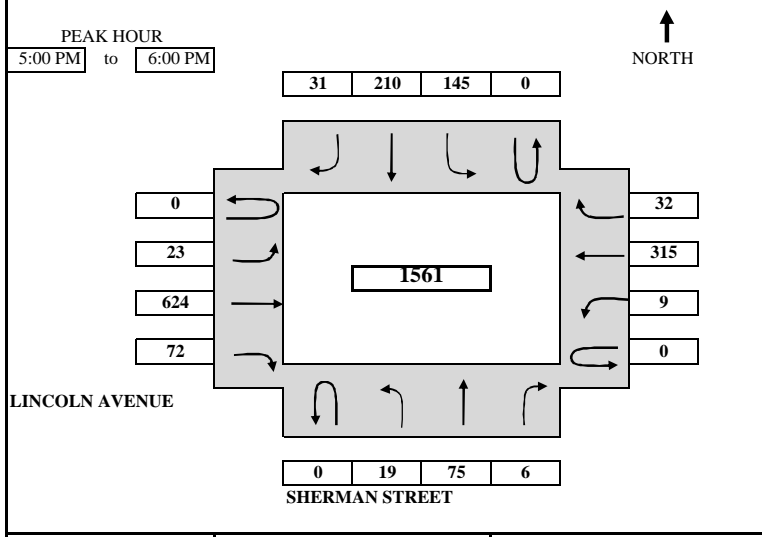 PEAK HOUR
5:00 PM to 6:00 PM
NORTH
31 210 145 0
0 32
23 315
1561
624 9
72 0
LINCOLN AVENUE
0 19 75 6
SHERMAN STREET